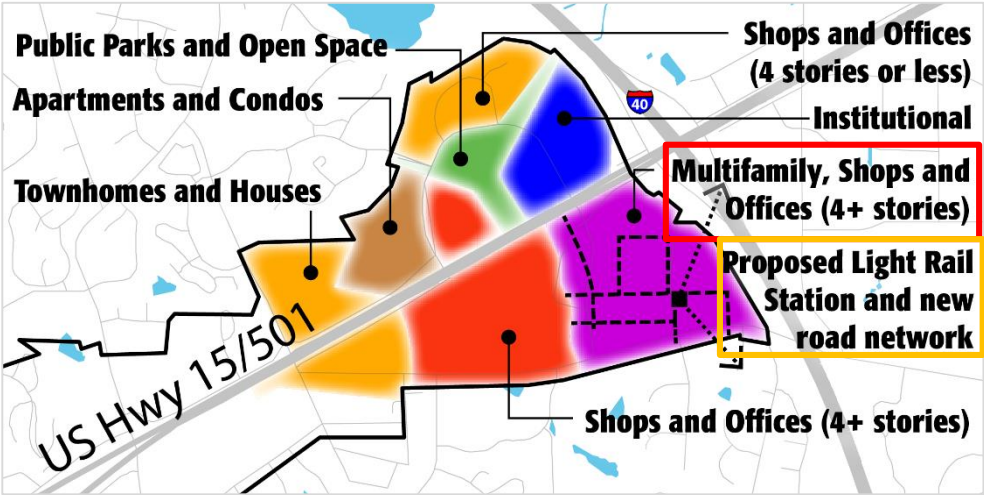 Public Parks and Open Space
Shops and Offices
(4 stories or less)
Apartments and Condos
40
Institutional
Townhomes and Houses
Multifamily, Shops and
Offices (4+ stories)
Proposed Light Rail
Station and new
road network
US Hwy 15/501
Shops and Offices (4+ stories)